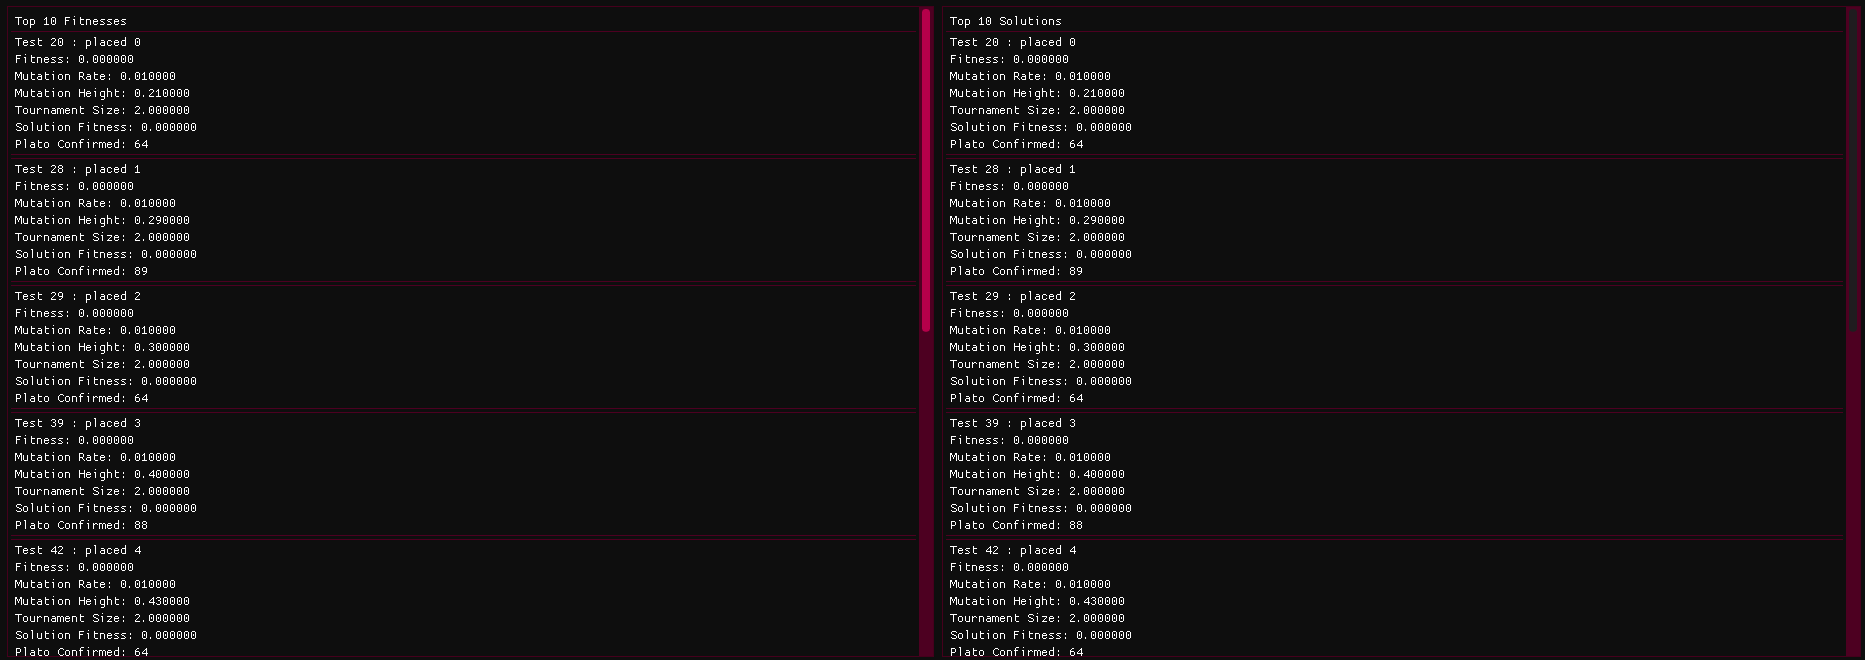 Top 10 Fitnesses
Test 20 : placed 0
Fitness: 0.000000
Mutation Rate: 0.010000
Mutation Height: 0.210000
Tournament Size: 2.000000
Solution Fitness: 0.000000
Plato Confirmed: 64
Test 28 : placed 1
Fitness: 0.000000
Mutation Rate: 0.010000
Mutation Height: 0.290000
Tournament Size: 2.000000
Solution Fitness: 0.000000
Plato Confirmed: 89
Test 29 : placed 2
Fitness: 0.000000
Mutation Rate: 0.010000
Mutation Height: 0.300000
Tournament Size: 2.000000
Solution Fitness: 0.000000
Plato Confirmed: 64
Test 39 : placed 3
Fitness: 0.000000
Mutation Rate: 0.010000
Mutation Height: 0.400000
Tournament Size: 2.000000
Solution Fitness: 0.000000
Plato Confirmed: 88
Test 42 : placed 4
Fitness: 0.000000
Mutation Rate: 0.010000
Mutation Height: 0.430000
Tournament Size: 2.000000
Solution Fitness: 0.000000
Plato Confirmed: 64
Top 10 Solutions
Test 20 : placed 0
Fitness: 0.000000
Mutation Rate: 0.010000
Mutation Height: 0.210000
Tournament Size: 2.000000
Solution Fitness: 0.000000
Plato Confirmed: 64
Test 28 : placed 1
Fitness: 0.000000
Mutation Rate: 0.010000
Mutation Height: 0.290000
Tournament Size: 2.000000
Solution Fitness: 0.000000
Plato Confirmed: 89
Test 29 : placed 2
Fitness: 0.000000
Mutation Rate: 0.010000
Mutation Height: 0.300000
Tournament Size: 2.000000
Solution Fitness: 0.000000
Plato Confirmed: 64
Test 39 : placed 3
Fitness: 0.000000
Mutation Rate: 0.010000
Mutation Height: 0.400000
Tournament Size: 2.000000
Solution Fitness: 0.000000
Plato Confirmed: 88
Test 42 : placed 4
Fitness: 0.000000
Mutation Rate: 0.010000
Mutation Height: 0.430000
Tournament Size: 2.000000
Solution Fitness: 0.000000
Plato Confirmed: 64